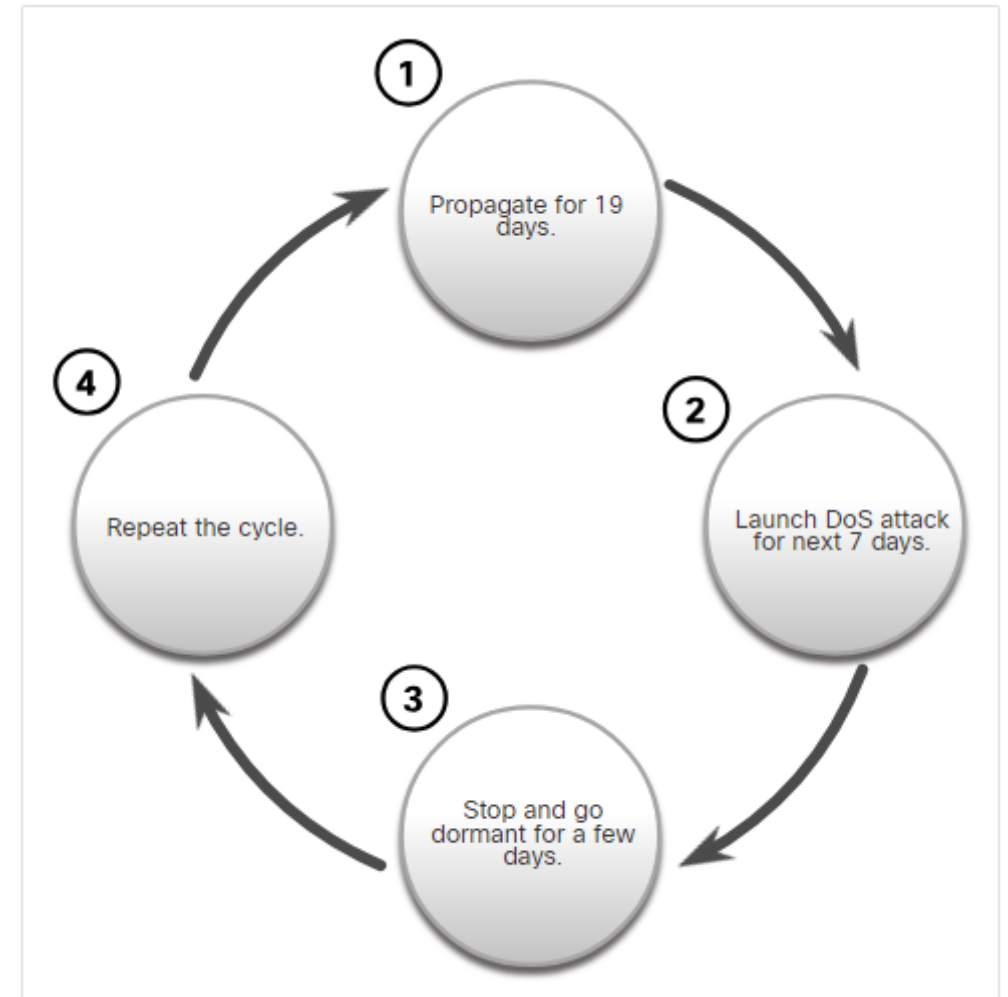 1
Propagate for 19
days.
2
Launch DoS attack
for next 7 days.
3
Stop and go
dormant for a few
days.
4
Repeat the cycle.